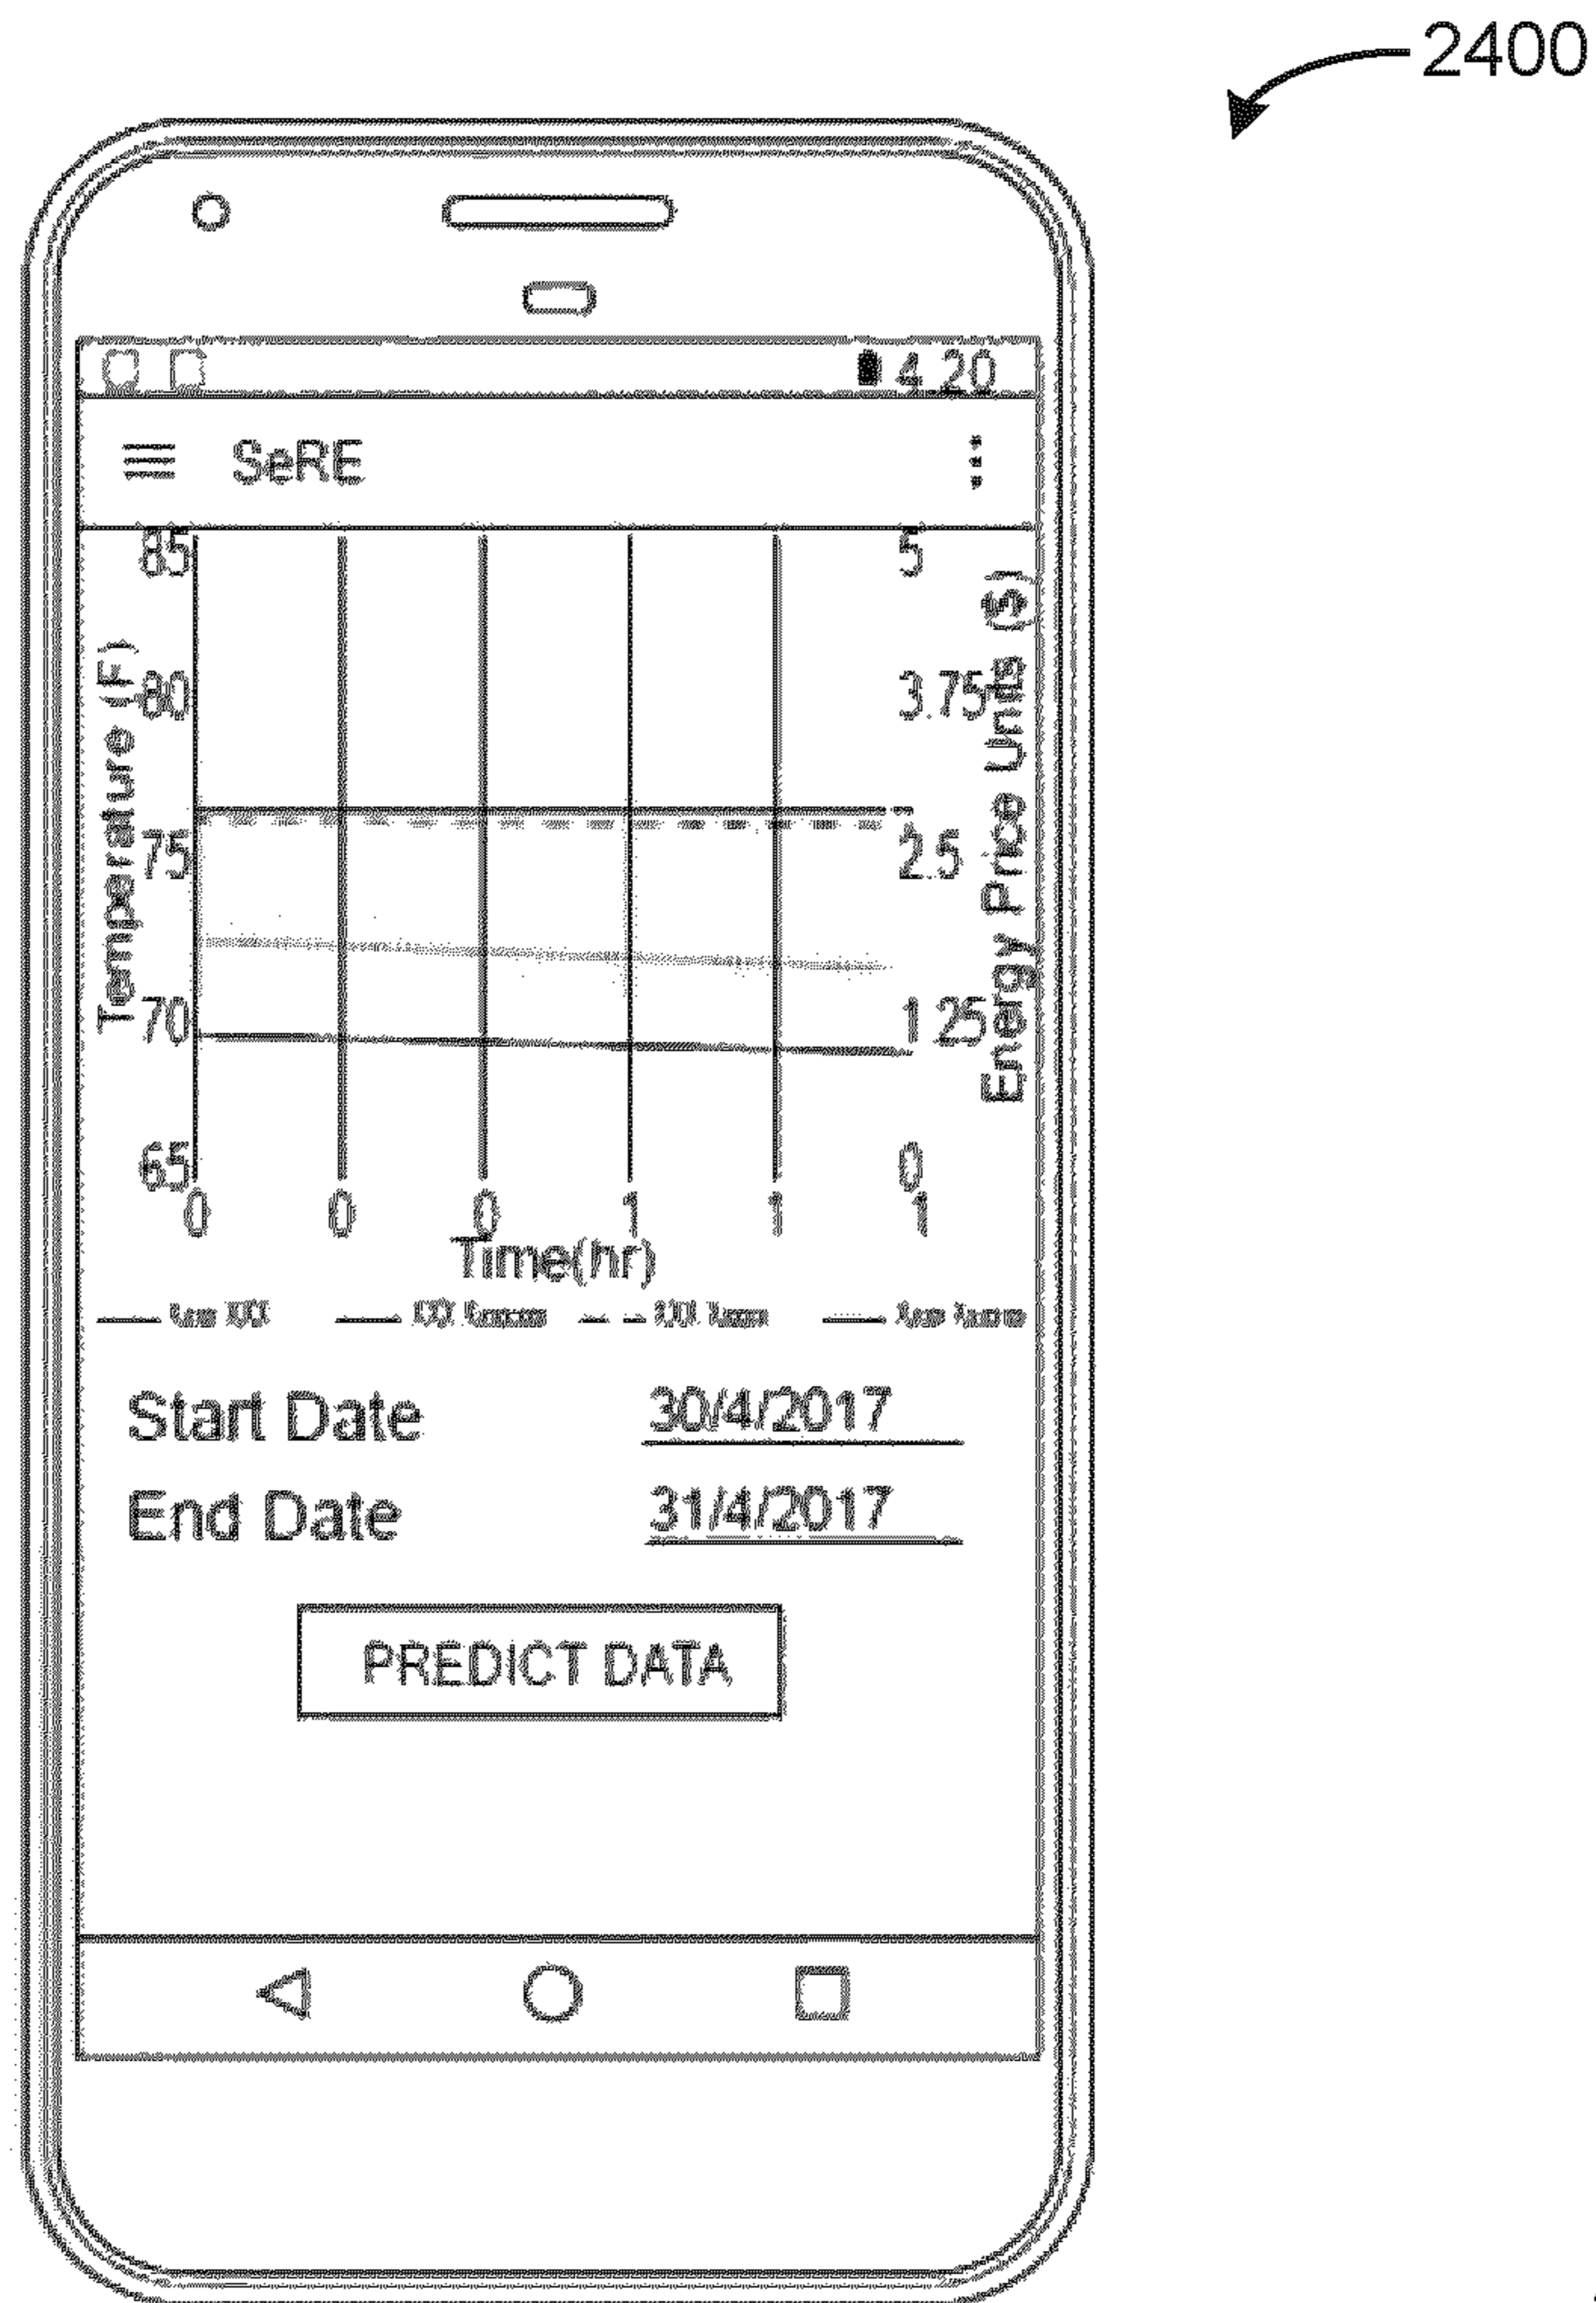 2400
4 20
SeRE
85
80
75
70
65
Temperature (F)
5
3.75
2.5
1 25
0
Energy Price Units ($)
0 0 0 1 1 1
Time(hr)
Start Date 30/4/2017
End Date 31/4/2017
PREDICT DATA